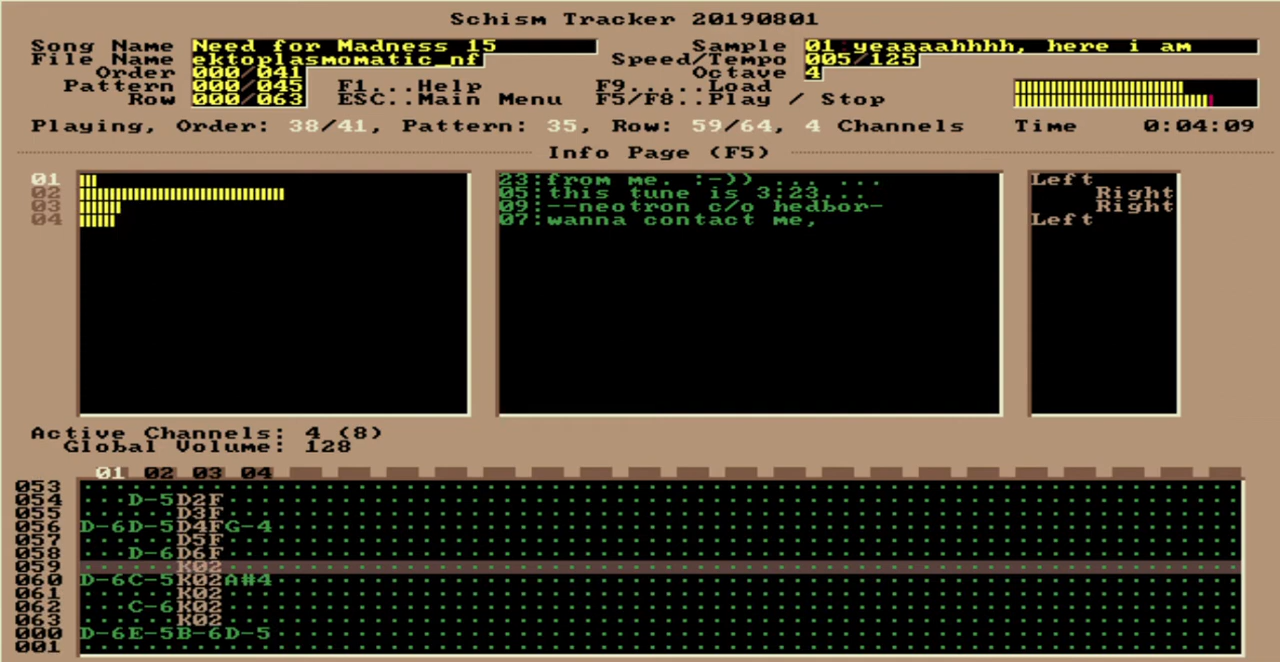 Schism Tracker 20190801
Song Name Need for Madness 15 Sample 01 yeaaaahhhh, here i am
File Name ektoplasmomatic_nf Speed/Tempo 005/125
Order 000/041 Octave 4
Pattern 000/045 F1...Help F9.....Load
Row 000/063 ESC..Main Menu F5/F8..Play / Stop
Playing, Order: 38/41, Pattern: 35, Row: 59/64, 4 Channels Time 0:04:09
Info Page (F5)
01 23:from me. :-)) ... ... Left
02 05:this tune is 3:23... Right
03 09:--neotron c/o hedbor- Right
04 07:wanna contact me, Left
Active Channels: 4 (8)
Global Volume: 128
01 02 03 04
053
054 ...D-5D2F
055 ......D3F
056 D-6D-5D4FG-4
057 ......D5F
058 ...D-6D6F
059 ......K02
060 D-6C-5K02A#4
061 ......K02
062 ...C-6K02
063 ......K02
000 D-6E-5B-6D-5
001